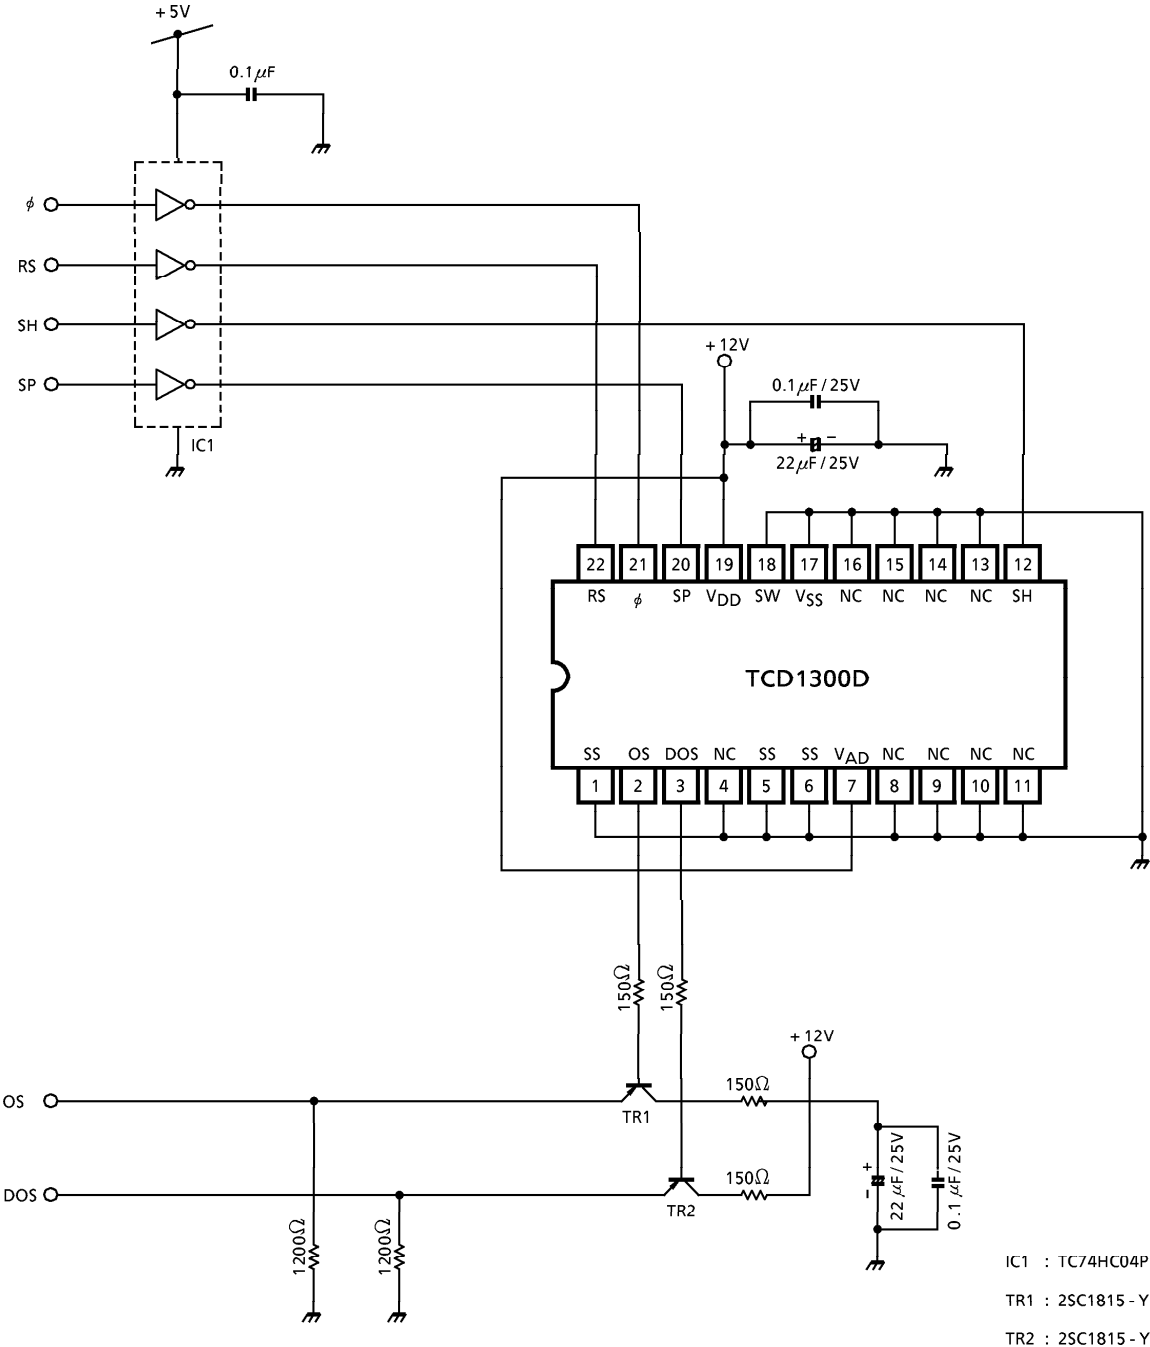 +5V
0.1μF
ϕ
RS
SH
SP
IC1
+12V
0.1μF/25V
+ −
22μF/25V
22 21 20 19 18 17 16 15 14 13 12
RS ϕ SP VDD SW VSS NC NC NC NC SH
TCD1300D
SS OS DOS NC SS SS VAD NC NC NC NC
1 2 3 4 5 6 7 8 9 10 11
150Ω 150Ω
+12V
150Ω
OS
TR1
150Ω
DOS
TR2
+
-
22μF/25V
0.1μF/25V
1200Ω 1200Ω
IC1 : TC74HC04P
TR1 : 2SC1815-Y
TR2 : 2SC1815-Y